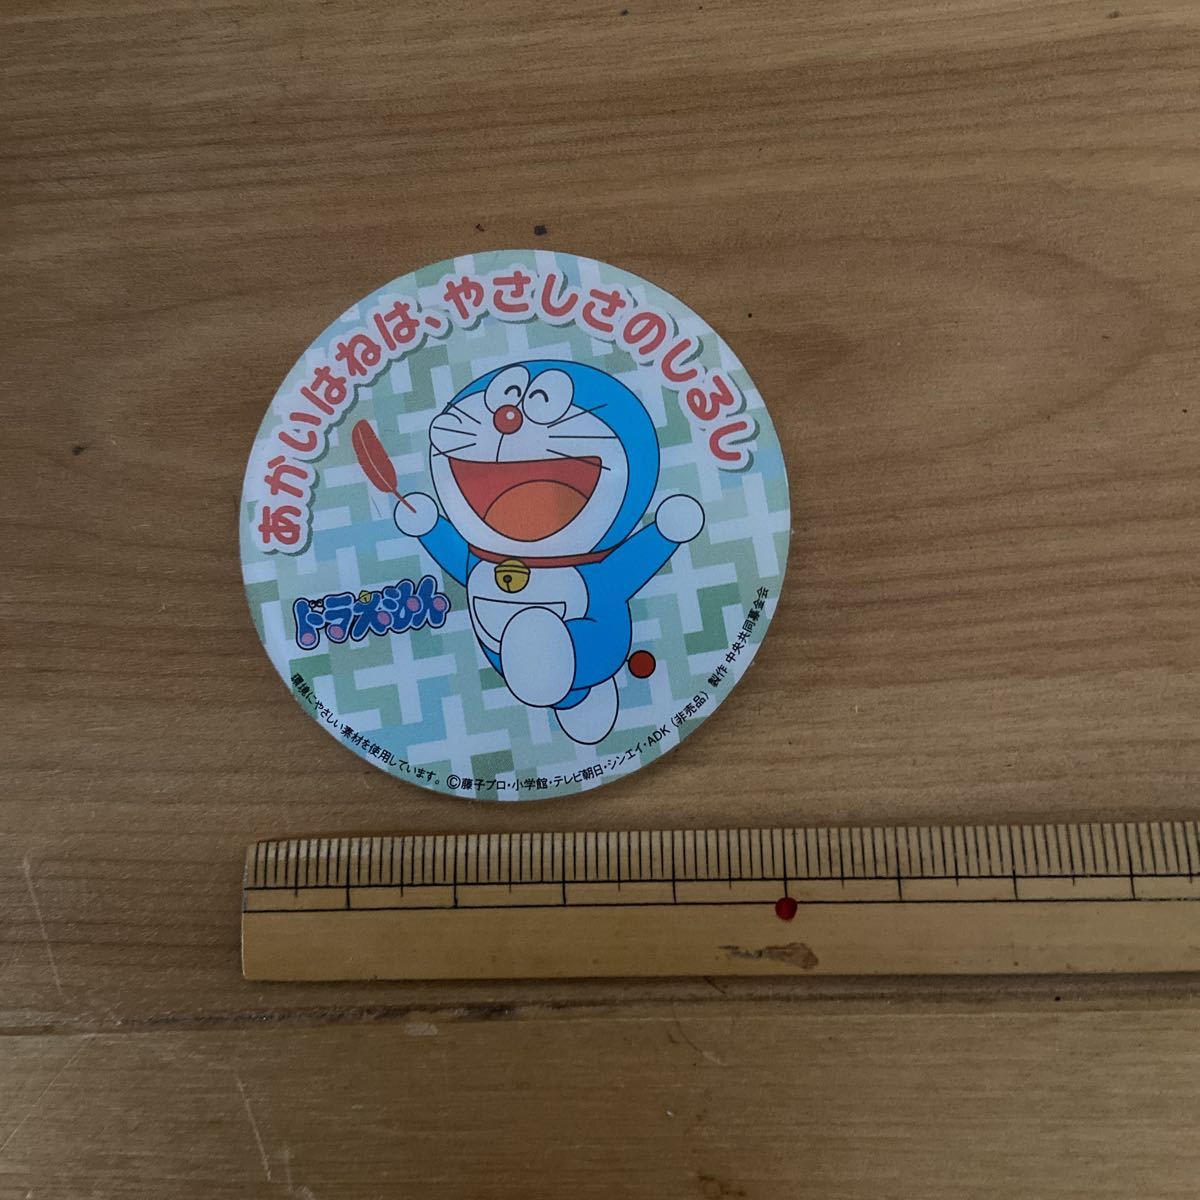 あかいはねは、やさしさのしるし
ドラえもん
環境にやさしい素材を使用しています。 ©藤子プロ・小学館・テレビ朝日・シンエイ・ADK (非売品) 製作 中央共同募金会